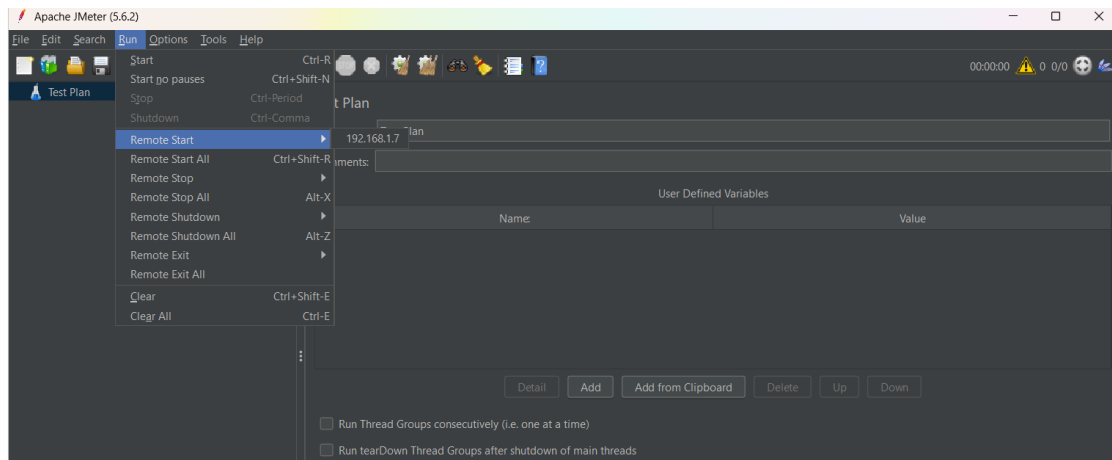 Apache JMeter (5.6.2)
File Edit Search Run Options Tools Help
00:00:00 0 0/0
Test Plan
Start Ctrl-R
Start no pauses Ctrl+Shift-N
Stop Ctrl-Period
Shutdown Ctrl-Comma
Remote Start
192.168.1.7
Remote Start All Ctrl+Shift-R
Remote Stop
Remote Stop All Alt-X
Remote Shutdown
Remote Shutdown All Alt-Z
Remote Exit
Remote Exit All
Clear Ctrl+Shift-E
Clear All Ctrl-E
t Plan
ments:
User Defined Variables
Name: Value
Detail Add Add from Clipboard Delete Up Down
Run Thread Groups consecutively (i.e. one at a time)
Run tearDown Thread Groups after shutdown of main threads